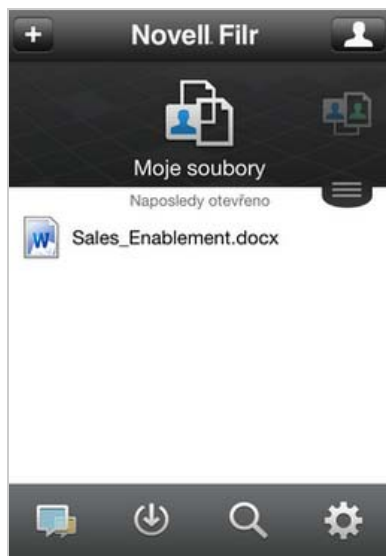 Novell Filr
Moje soubory
Naposledy otevřeno
Sales_Enablement.docx